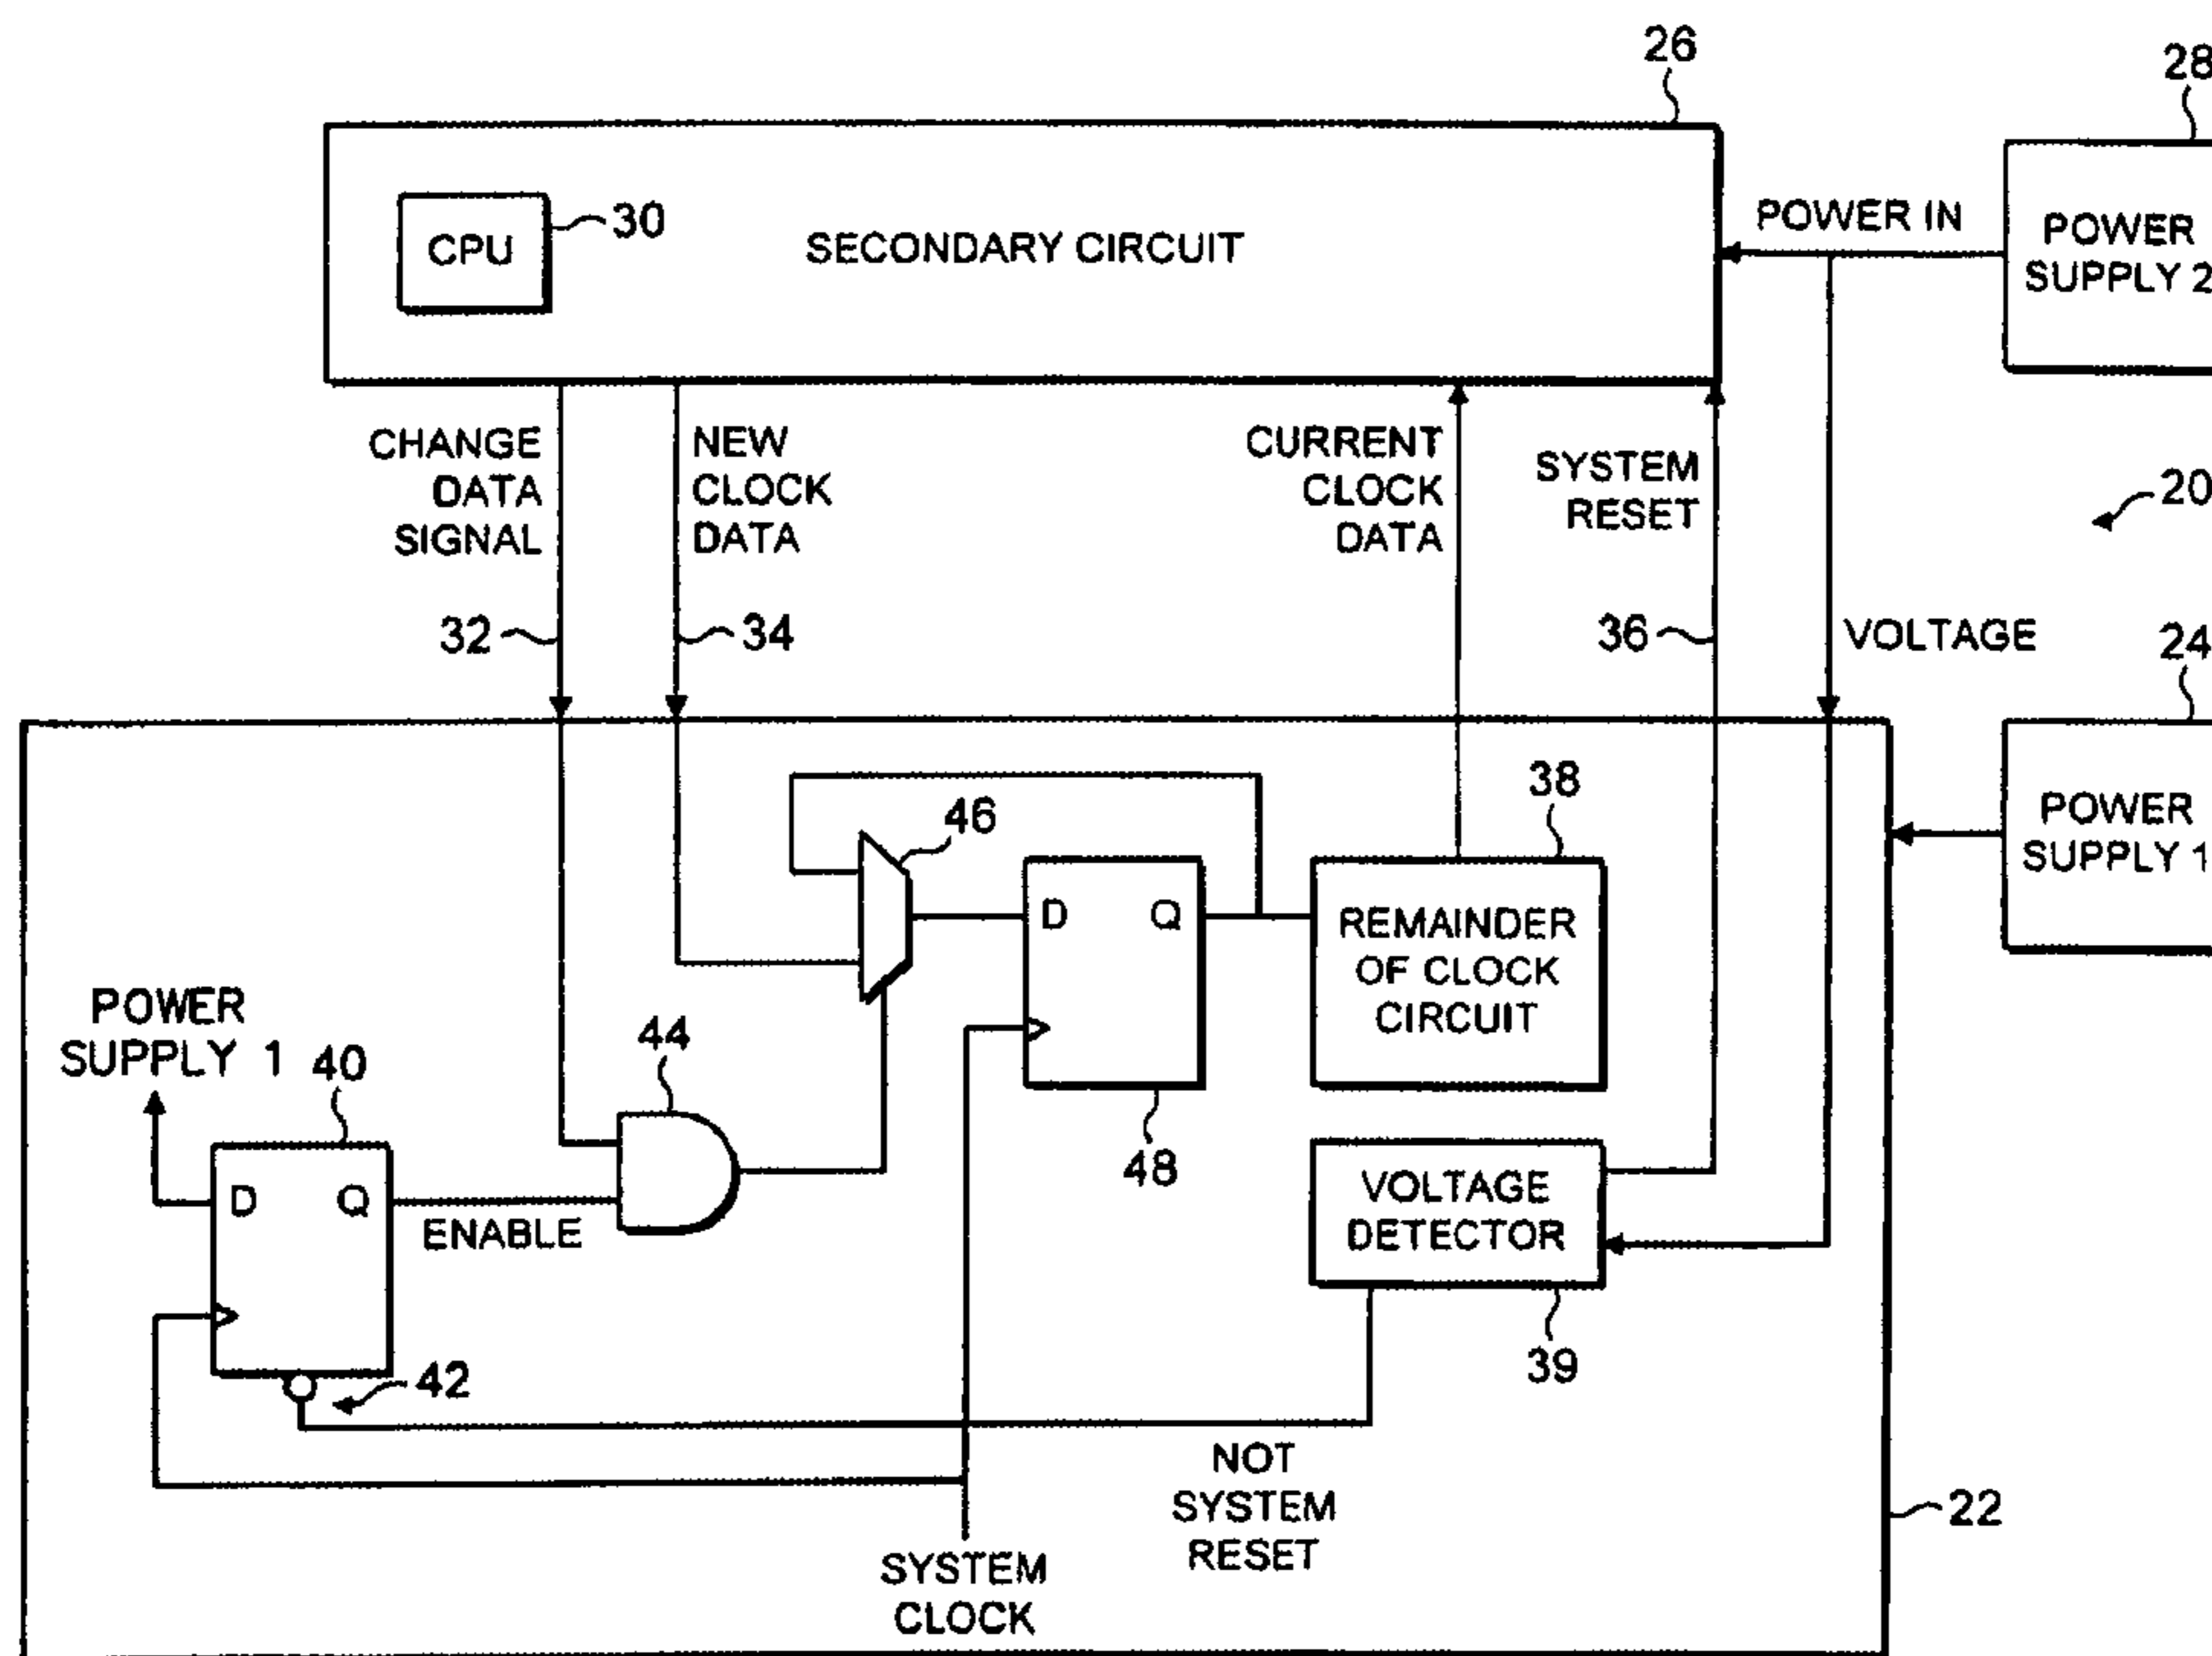 26
28
CPU
30
SECONDARY CIRCUIT
POWER IN
POWER
SUPPLY 2
CHANGE
DATA
SIGNAL
NEW
CLOCK
DATA
CURRENT
CLOCK
DATA
SYSTEM
RESET
20
32
34
36
VOLTAGE
24
POWER
SUPPLY 1
46
38
D
Q
REMAINDER
OF CLOCK
CIRCUIT
48
POWER
SUPPLY 1
40
44
D
Q
ENABLE
VOLTAGE
DETECTOR
39
42
NOT
SYSTEM
RESET
SYSTEM
CLOCK
22